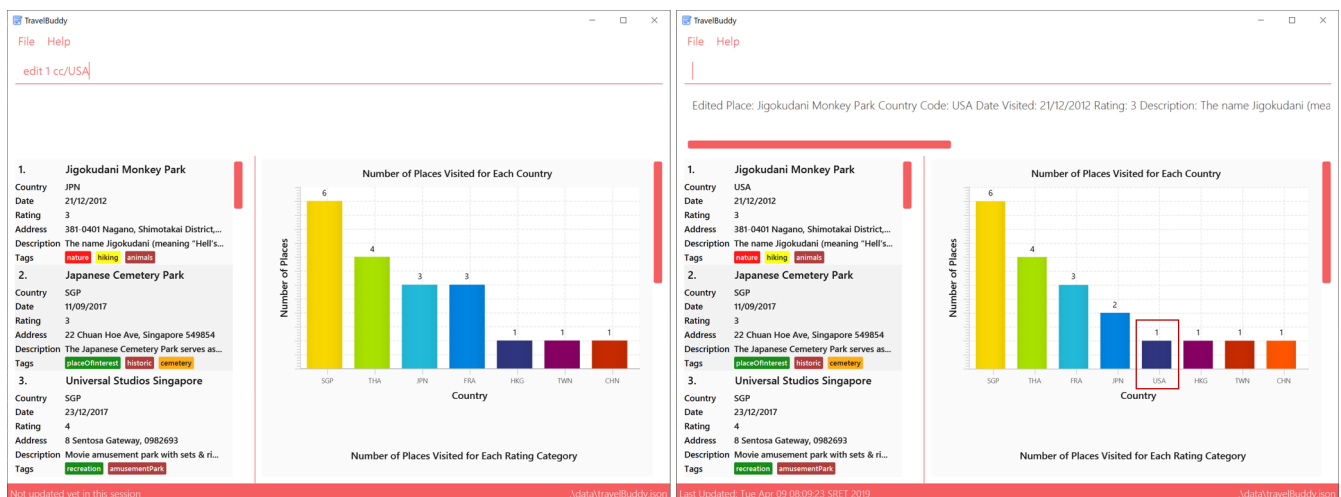 TravelBuddy
File Help
edit 1 cc/USA
1. Jigokudani Monkey Park
Country JPN
Date 21/12/2012
Rating 3
Address 381-0401 Nagano, Shimotakai District,...
Description The name Jigokudani (meaning "Hell's...
Tags nature hiking animals
2. Japanese Cemetery Park
Country SGP
Date 11/09/2017
Rating 3
Address 22 Chuan Hoe Ave, Singapore 549854
Description The Japanese Cemetery Park serves as...
Tags placeOfInterest historic cemetery
3. Universal Studios Singapore
Country SGP
Date 23/12/2017
Rating 4
Address 8 Sentosa Gateway, 0982693
Description Movie amusement park with sets & ri...
Tags recreation amusementPark
Number of Places Visited for Each Country
Number of Places
6 4 3 3 1 1 1
SGP THA JPN FRA HKG TWN CHN
Country
Number of Places Visited for Each Rating Category
Not updated yet in this session .\data\travelBuddy.json
TravelBuddy
File Help
Edited Place: Jigokudani Monkey Park Country Code: USA Date Visited: 21/12/2012 Rating: 3 Description: The name Jigokudani (mea
1. Jigokudani Monkey Park
Country USA
Date 21/12/2012
Rating 3
Address 381-0401 Nagano, Shimotakai District,...
Description The name Jigokudani (meaning "Hell's...
Tags nature hiking animals
2. Japanese Cemetery Park
Country SGP
Date 11/09/2017
Rating 3
Address 22 Chuan Hoe Ave, Singapore 549854
Description The Japanese Cemetery Park serves as...
Tags placeOfInterest historic cemetery
3. Universal Studios Singapore
Country SGP
Date 23/12/2017
Rating 4
Address 8 Sentosa Gateway, 0982693
Description Movie amusement park with sets & ri...
Tags recreation amusementPark
Number of Places Visited for Each Country
Number of Places
6 4 3 2 1 1 1 1
SGP THA FRA JPN USA HKG TWN CHN
Country
Number of Places Visited for Each Rating Category
Last Updated: Tue Apr 09 08:09:23 SRET 2019 .\data\travelBuddy.json